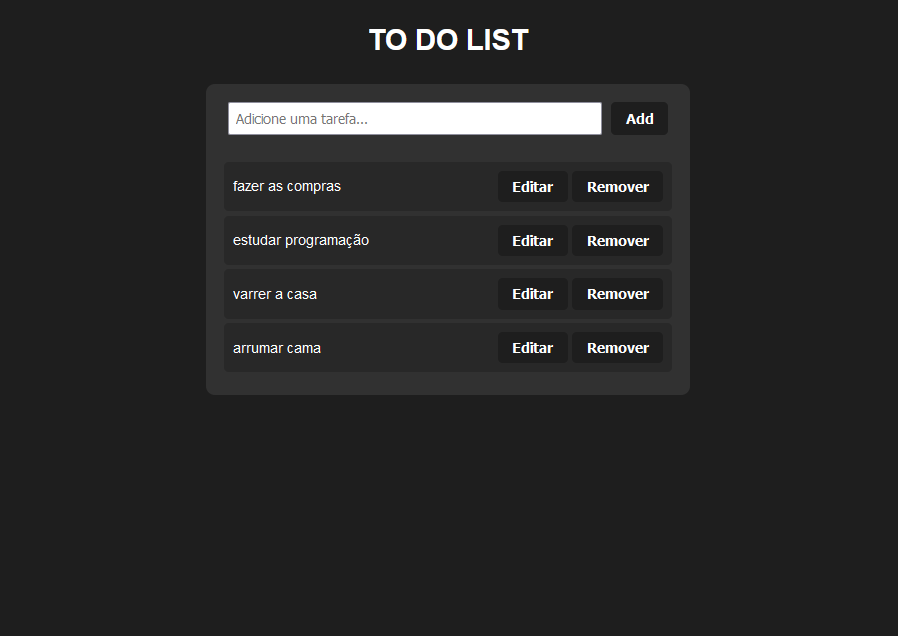 TO DO LIST
Adicione uma tarefa... Add
fazer as compras Editar Remover
estudar programação Editar Remover
varrer a casa Editar Remover
arrumar cama Editar Remover